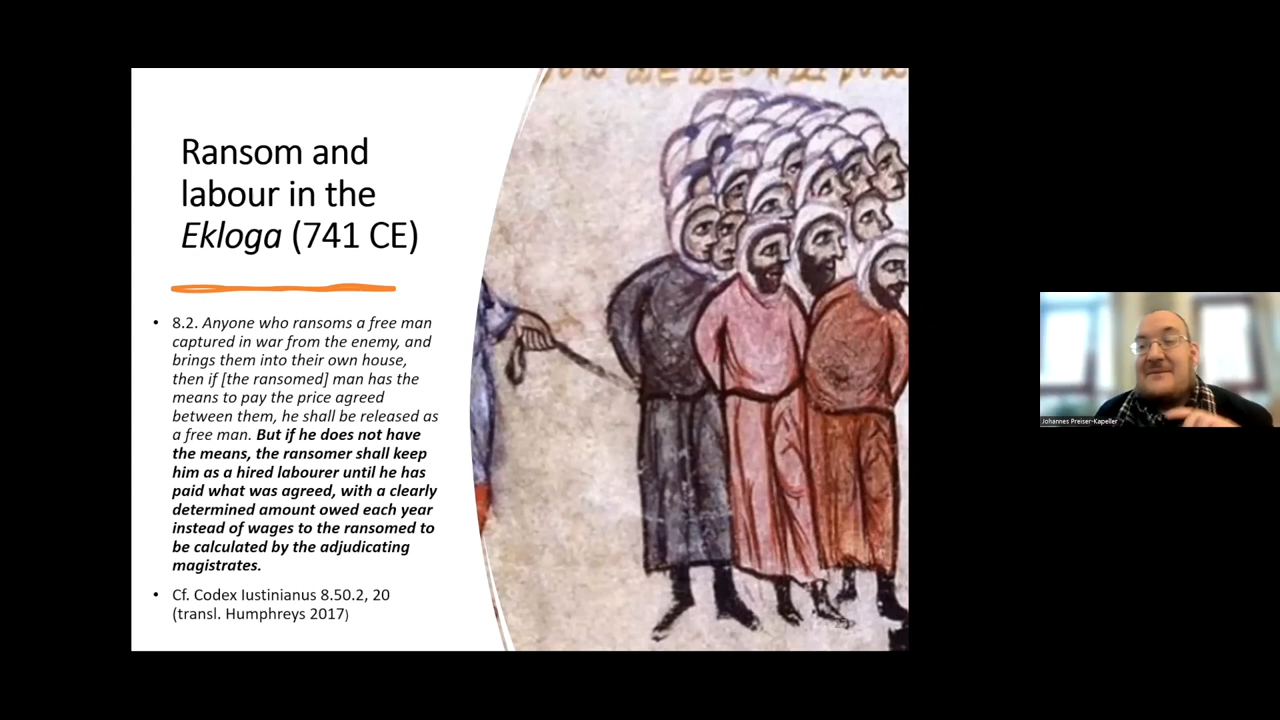 Ransom and
labour in the
Ekloga (741 CE)
• 8.2. Anyone who ransoms a free man
captured in war from the enemy, and
brings them into their own house,
then if [the ransomed] man has the
means to pay the price agreed
between them, he shall be released as
a free man. But if he does not have
the means, the ransomer shall keep
him as a hired labourer until he has
paid what was agreed, with a clearly
determined amount owed each year
instead of wages to the ransomed to
be calculated by the adjudicating
magistrates.
• Cf. Codex Iustinianus 8.50.2, 20
(transl. Humphreys 2017)
Johannes Preiser-Kapeller